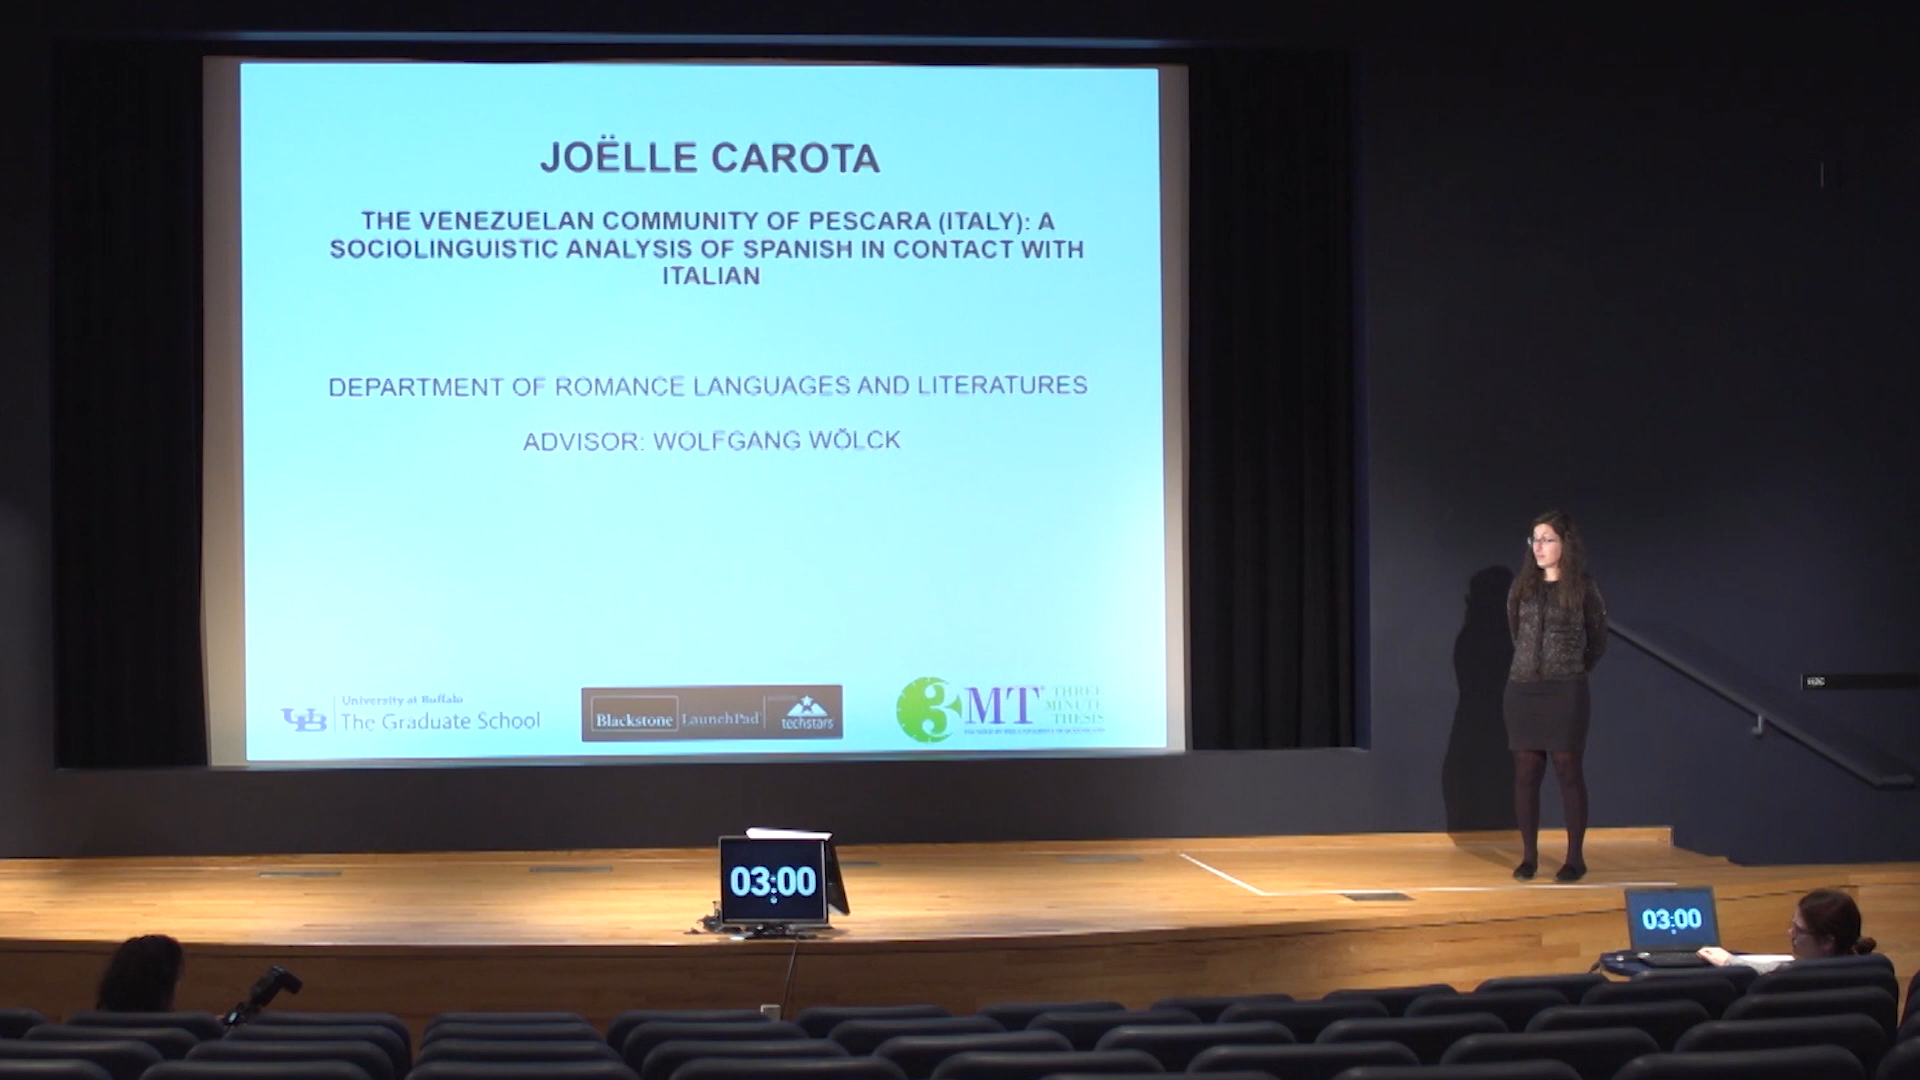 JOËLLE CAROTA
THE VENEZUELAN COMMUNITY OF PESCARA (ITALY): A
SOCIOLINGUISTIC ANALYSIS OF SPANISH IN CONTACT WITH
ITALIAN
DEPARTMENT OF ROMANCE LANGUAGES AND LITERATURES
ADVISOR: WOLFGANG WÖLCK
University at Buffalo
UB The Graduate School
Blackstone LaunchPad
techstars
3MT THREE
MINUTE
THESIS
03:00
03:00